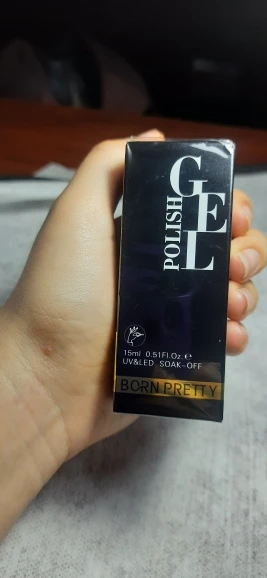 POLISH
GEL
15ml 0.51Fl.Oz. ℮
UV&LED SOAK-OFF
BORN PRETTY